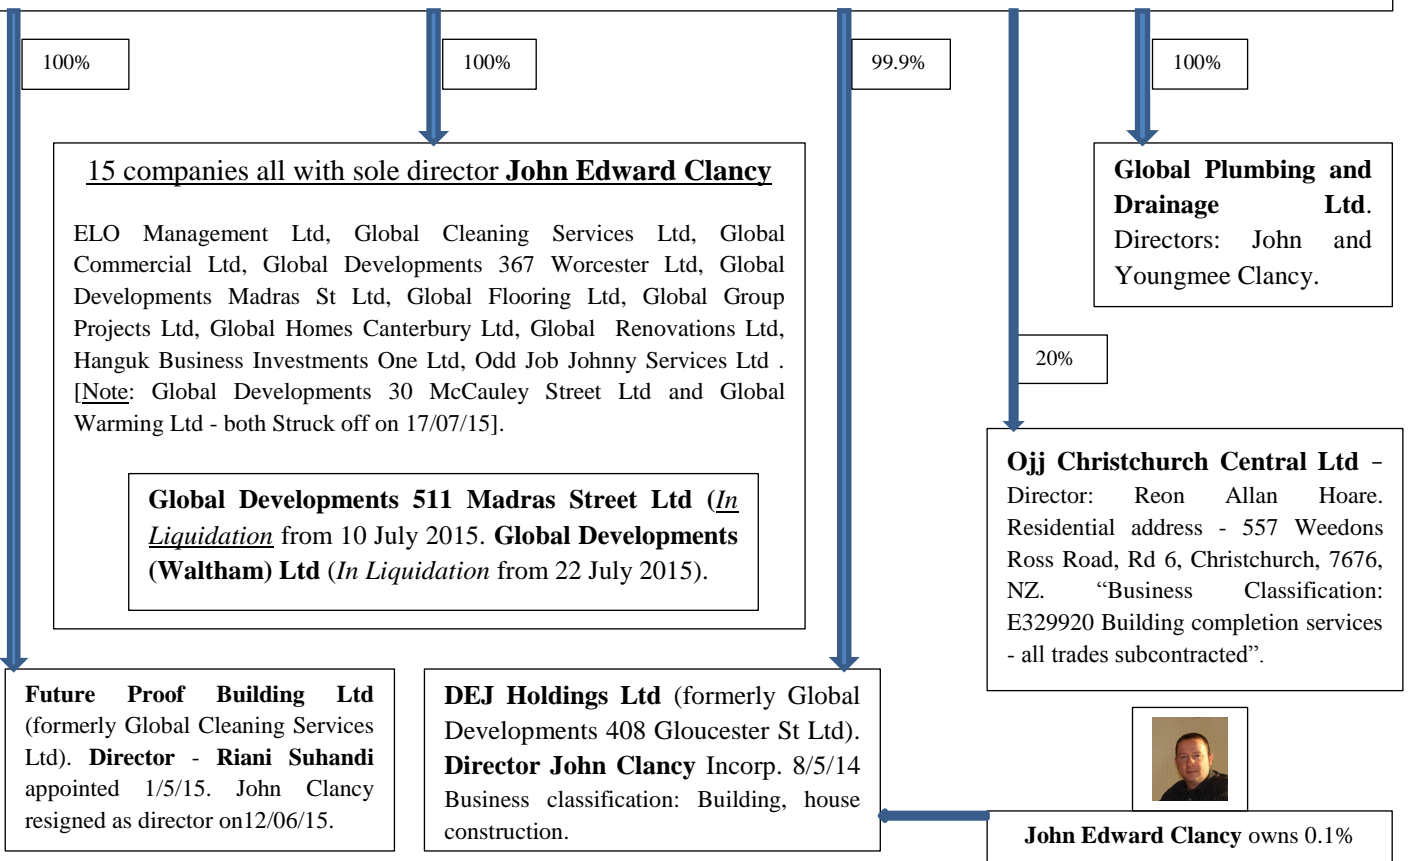 100%
100%
99.9%
100%
15 companies all with sole director John Edward Clancy
ELO Management Ltd, Global Cleaning Services Ltd, Global
Commercial Ltd, Global Developments 367 Worcester Ltd, Global
Developments Madras St Ltd, Global Flooring Ltd, Global Group
Projects Ltd, Global Homes Canterbury Ltd, Global Renovations Ltd,
Hanguk Business Investments One Ltd, Odd Job Johnny Services Ltd .
[Note: Global Developments 30 McCauley Street Ltd and Global
Warming Ltd - both Struck off on 17/07/15].
Global Developments 511 Madras Street Ltd (In
Liquidation from 10 July 2015. Global Developments
(Waltham) Ltd (In Liquidation from 22 July 2015).
Global Plumbing and
Drainage Ltd.
Directors: John and
Youngmee Clancy.
20%
Ojj Christchurch Central Ltd –
Director: Reon Allan Hoare.
Residential address - 557 Weedons
Ross Road, Rd 6, Christchurch, 7676,
NZ. “Business Classification:
E329920 Building completion services
- all trades subcontracted”.
Future Proof Building Ltd
(formerly Global Cleaning Services
Ltd). Director - Riani Suhandi
appointed 1/5/15. John Clancy
resigned as director on12/06/15.
DEJ Holdings Ltd (formerly Global
Developments 408 Gloucester St Ltd).
Director John Clancy Incorp. 8/5/14
Business classification: Building, house
construction.
John Edward Clancy owns 0.1%